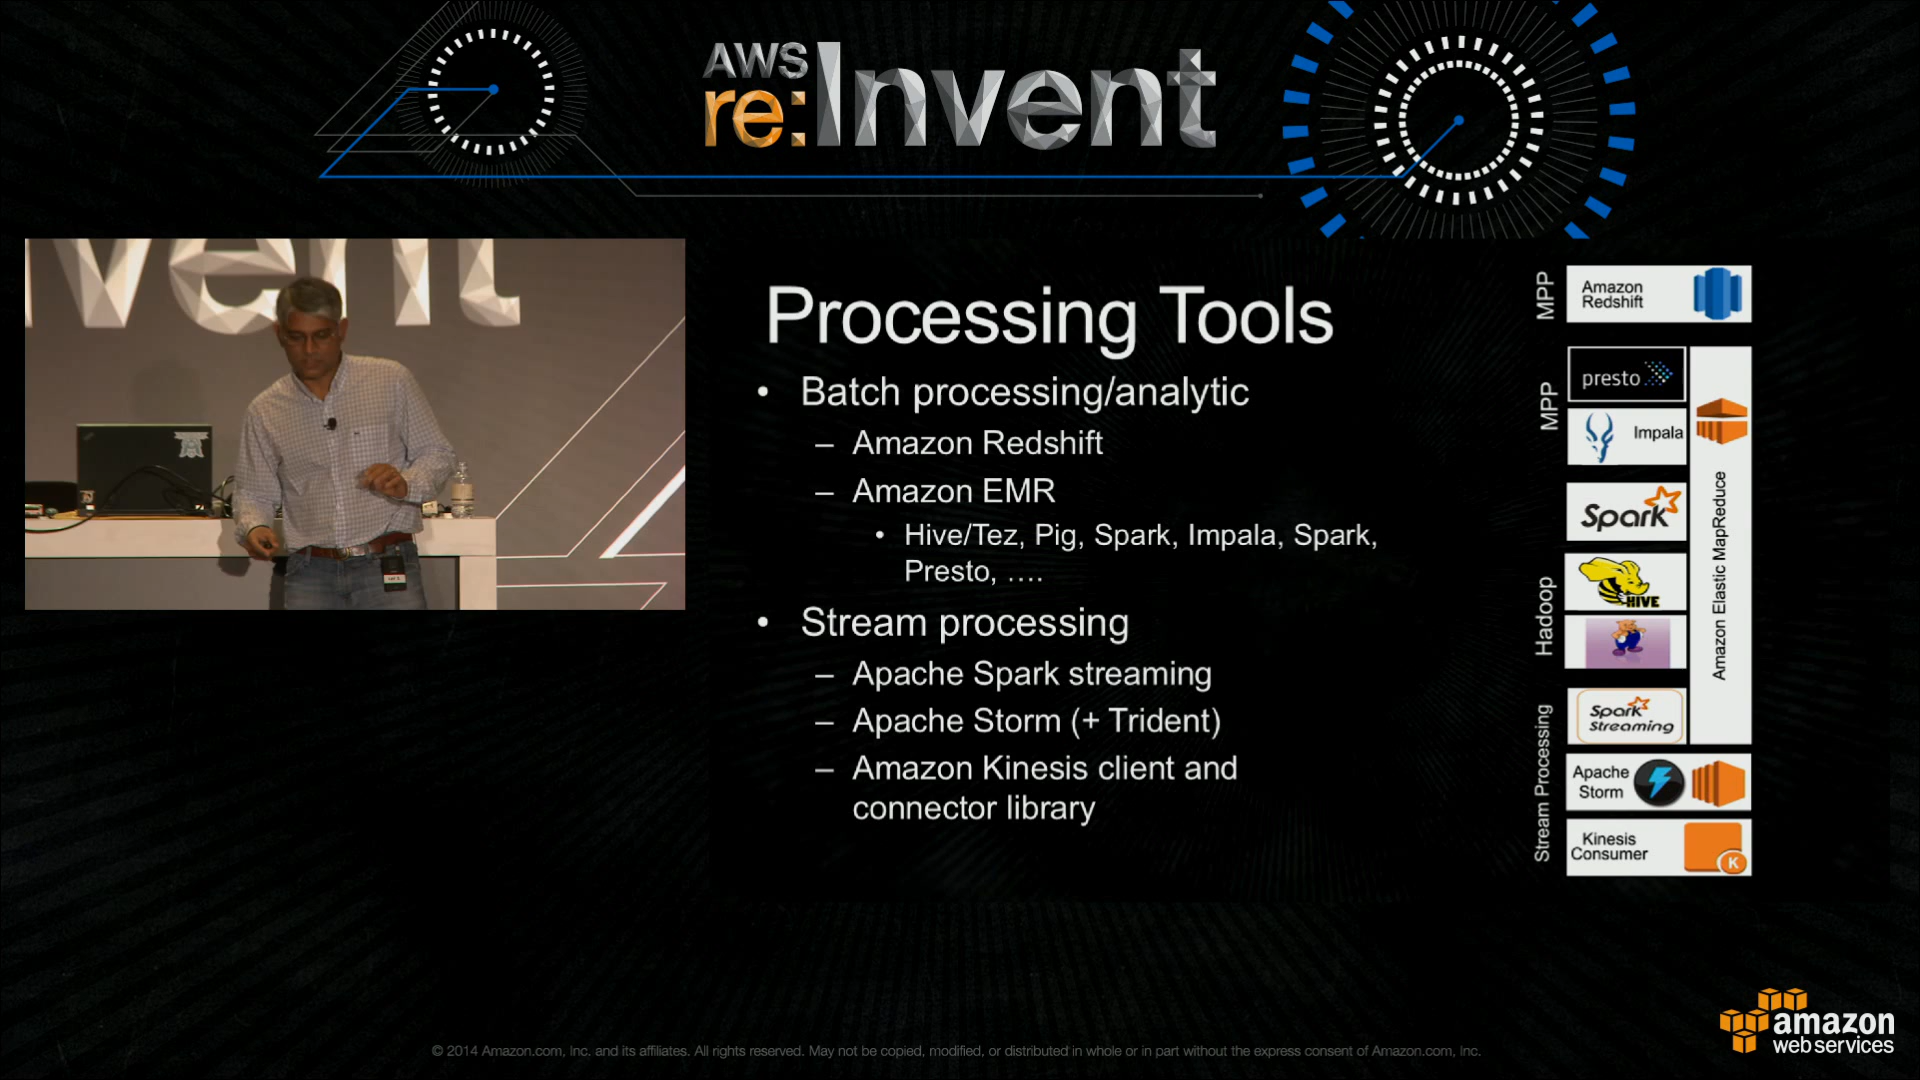 AWS
re:Invent
nvent
Processing Tools
• Batch processing/analytic
– Amazon Redshift
– Amazon EMR
• Hive/Tez, Pig, Spark, Impala, Spark,
Presto, ….
• Stream processing
– Apache Spark streaming
– Apache Storm (+ Trident)
– Amazon Kinesis client and
connector library
MPP
Amazon
Redshift
MPP
presto
Impala
Spark
Hadoop
HIVE
Amazon Elastic MapReduce
Stream Processing
Spark
Streaming
Apache
Storm
Kinesis
Consumer
K
© 2014 Amazon.com, Inc. and its affiliates. All rights reserved. May not be copied, modified, or distributed in whole or in part without the express consent of Amazon.com, Inc.
amazon
web services